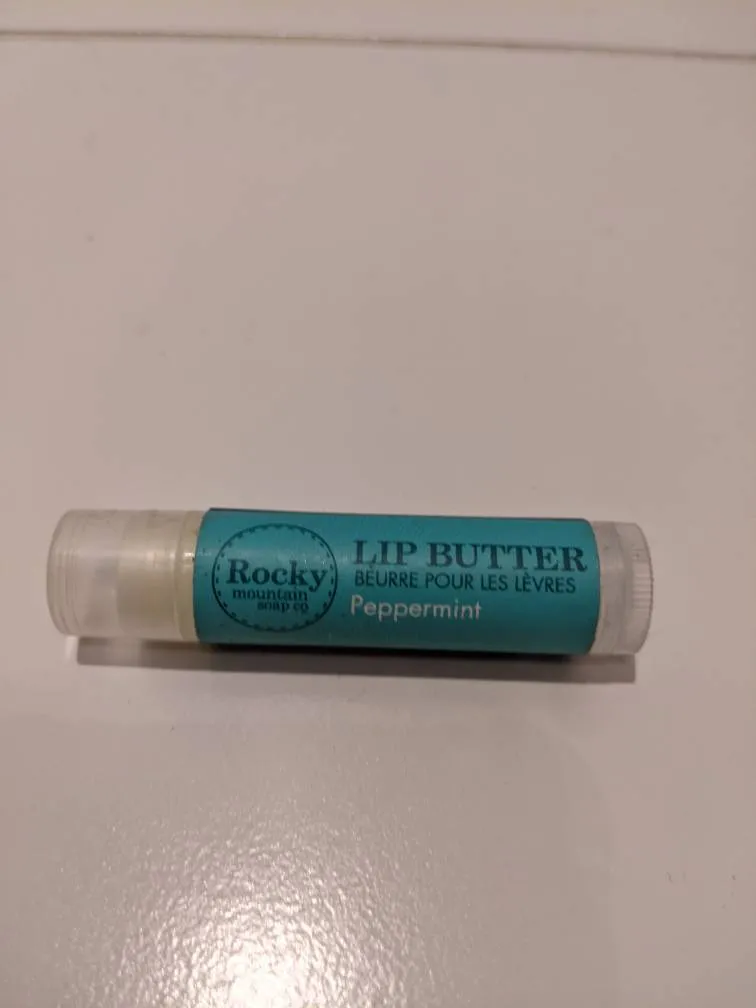 Rocky
mountain
soap co
LIP BUTTER
BEURRE POUR LES LÈVRES
Peppermint